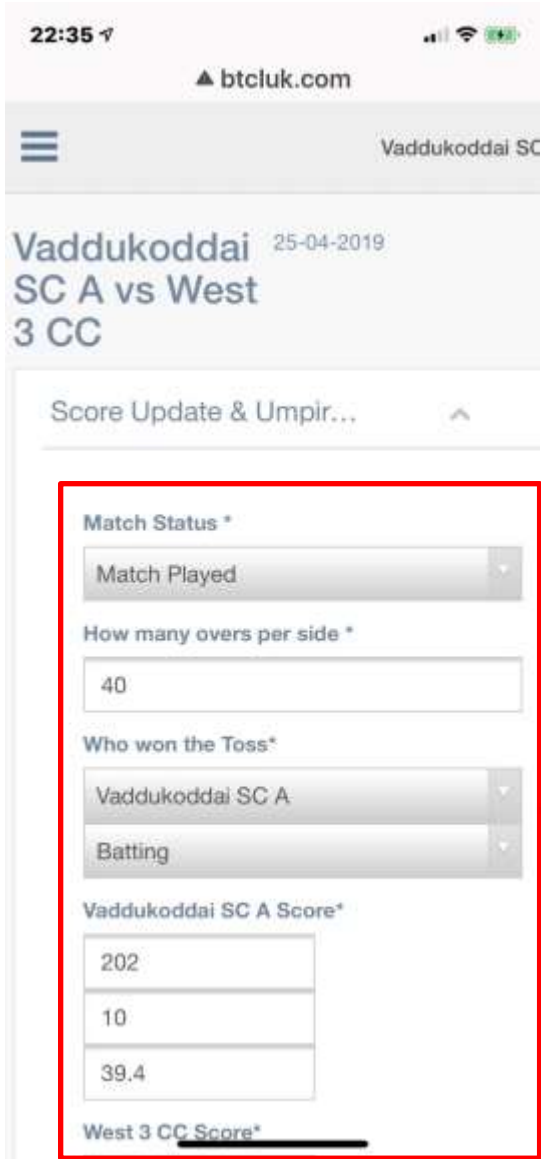 22:35
btcluk.com
Vaddukoddai SC
Vaddukoddai 25-04-2019
SC A vs West
3 CC
Score Update & Umpir...
Match Status *
Match Played
How many overs per side *
40
Who won the Toss*
Vaddukoddai SC A
Batting
Vaddukoddai SC A Score*
202
10
39.4
West 3 CC Score*